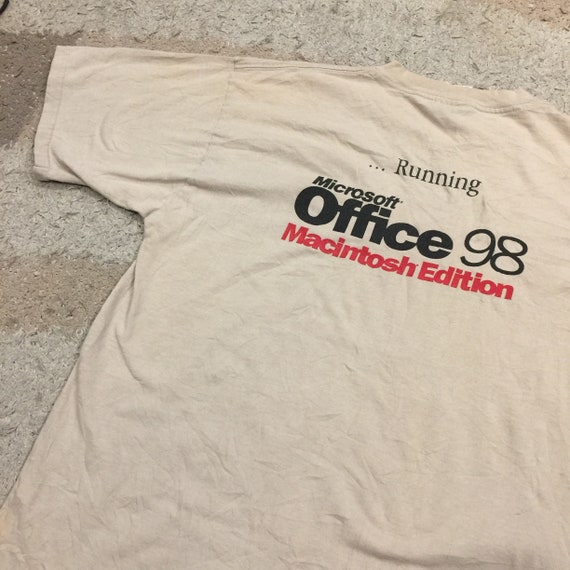 ... Running
Microsoft
Office 98
Macintosh Edition